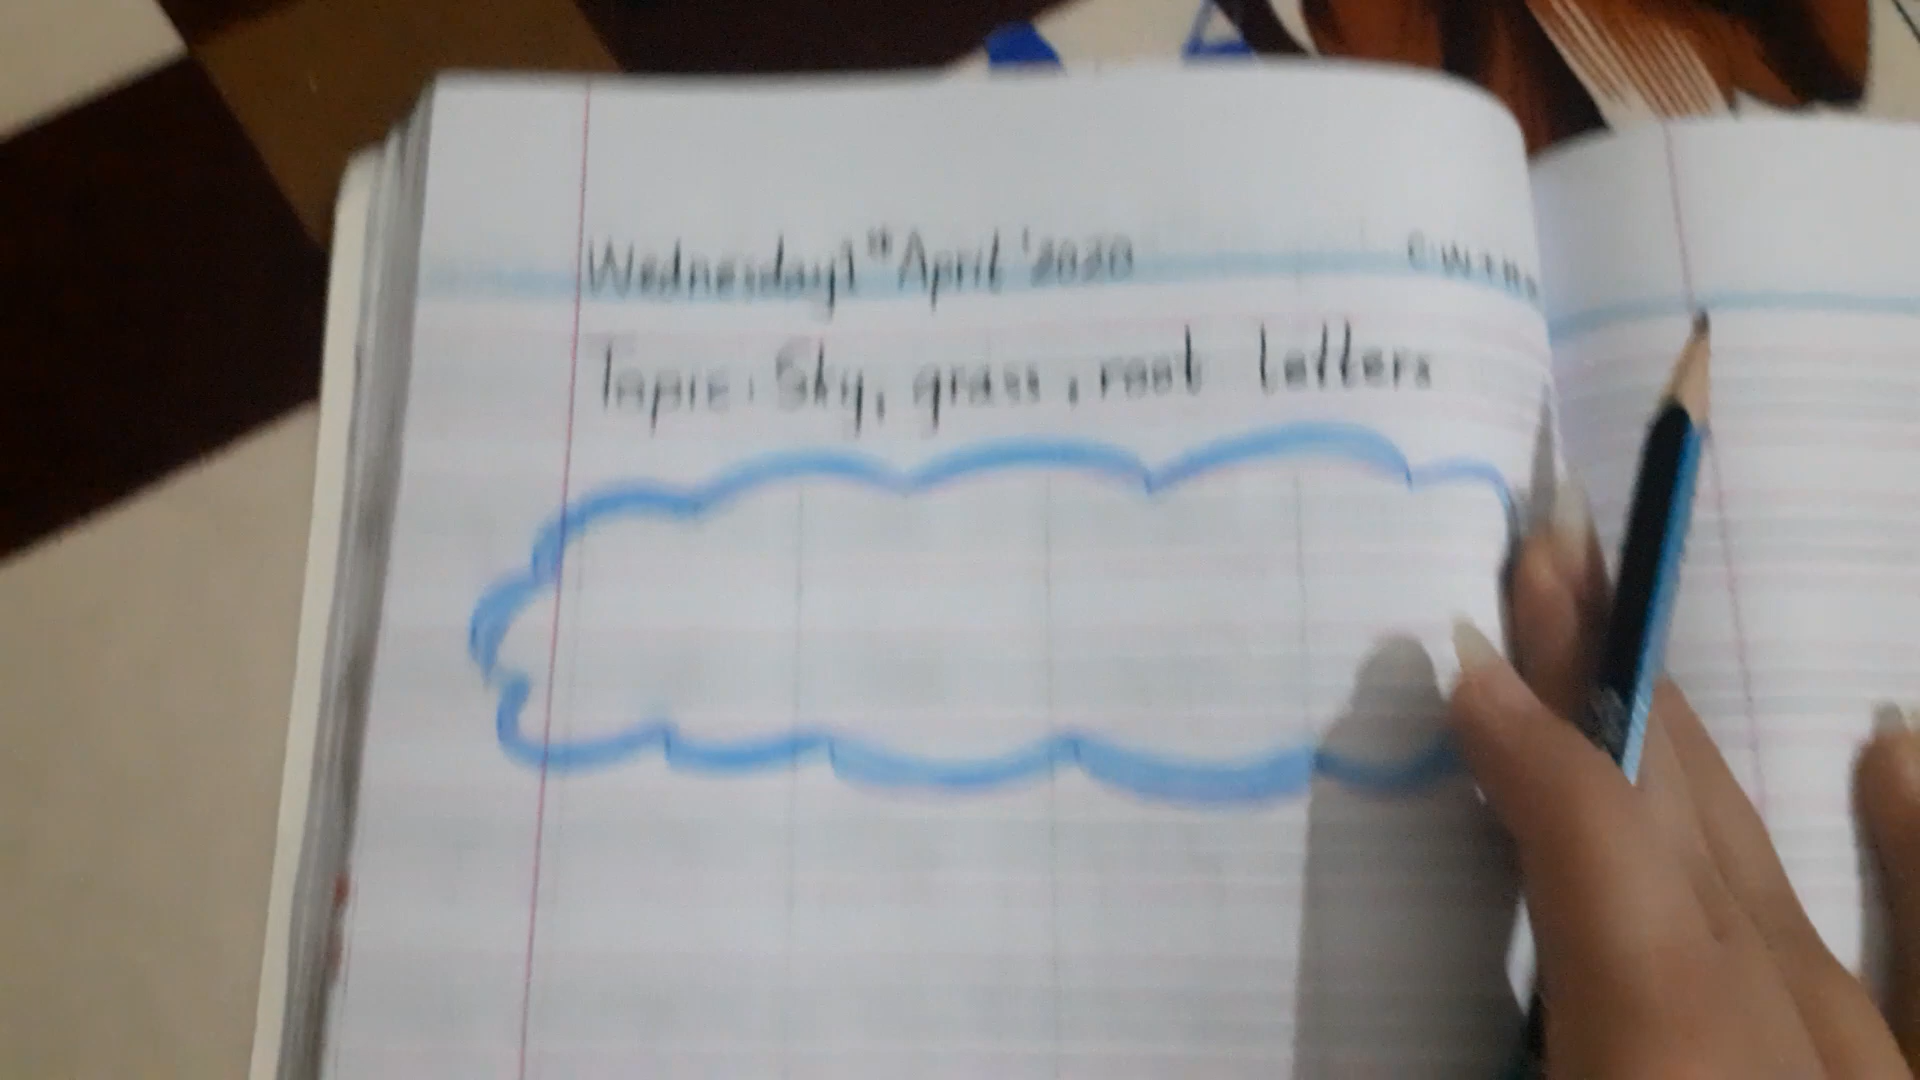 Wednesday 1st April '2020
Topic: Sky, grass, root letters